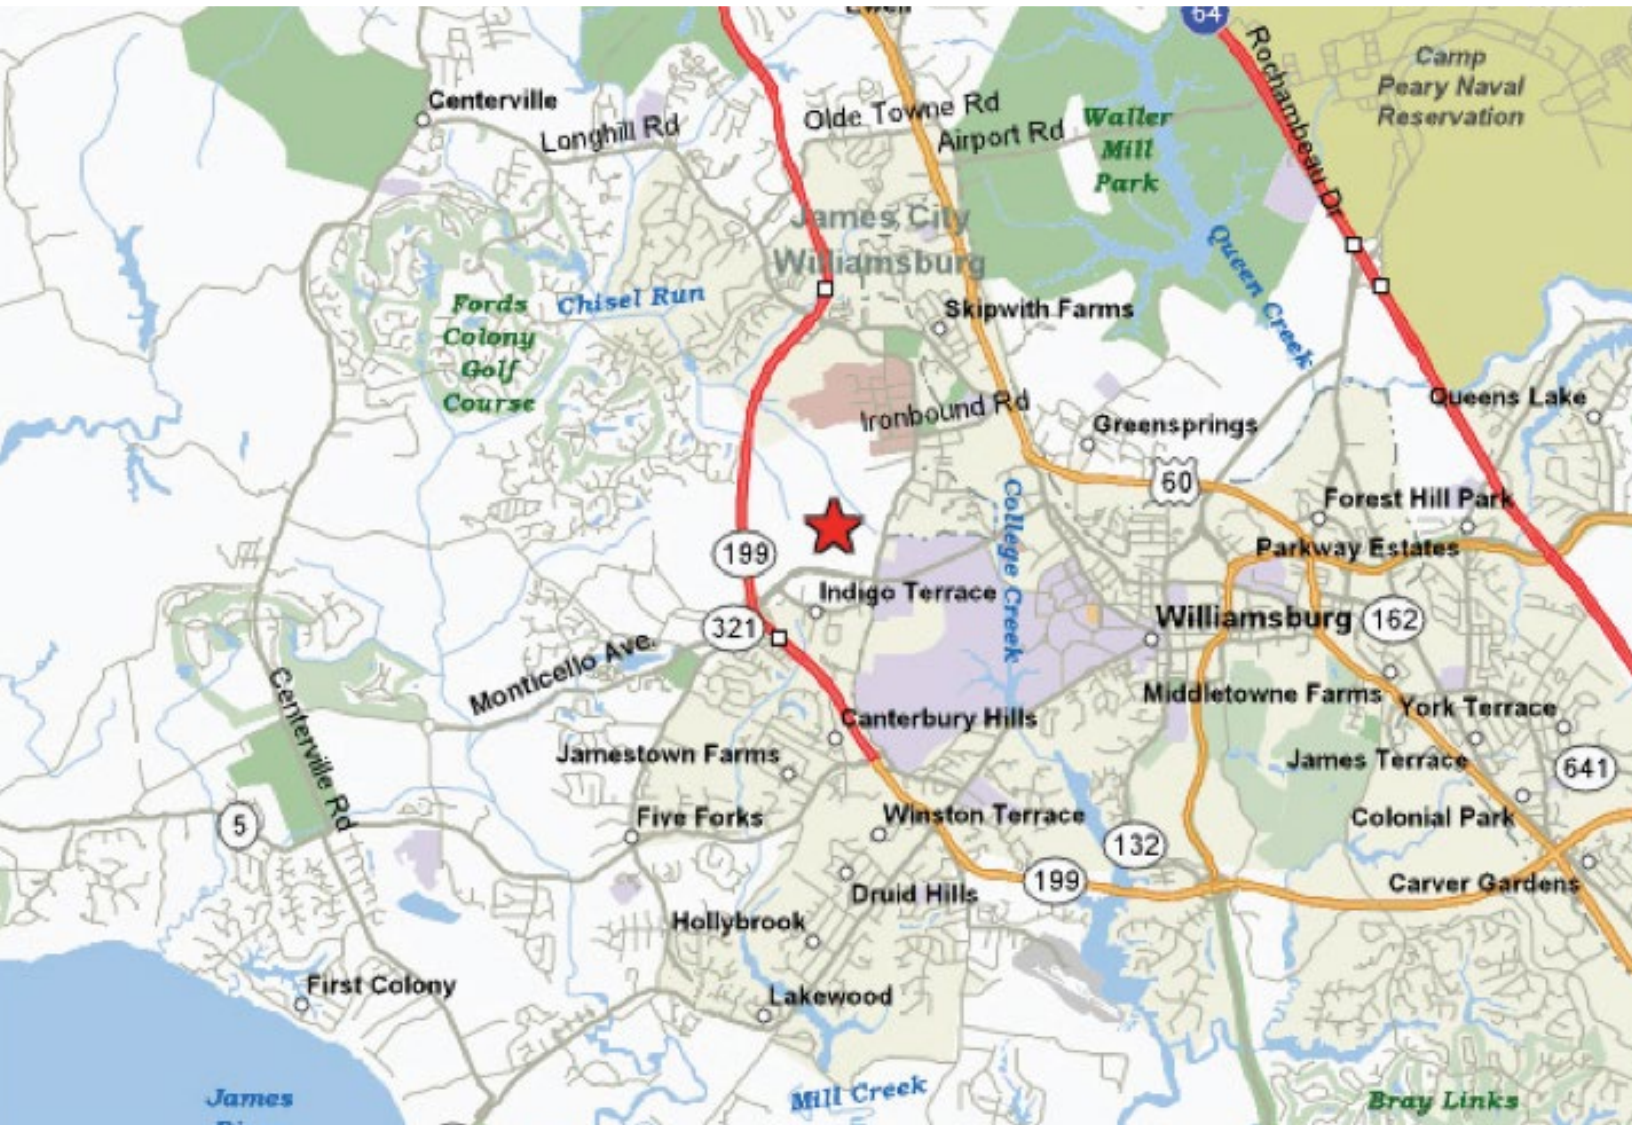 Ewell
64
Rochambeau Dr
Camp
Peary Naval
Reservation
Centerville
Longhill Rd
Olde Towne Rd
Airport Rd
Waller
Mill
Park
James City
Williamsburg
Queen Creek
Fords
Colony
Golf
Course
Chisel Run
Skipwith Farms
Ironbound Rd
Greensprings
Queens Lake
60
College Creek
Forest Hill Park
199
Parkway Estates
Indigo Terrace
321
Williamsburg
162
Monticello Ave.
Centerville Rd
Middletowne Farms
York Terrace
Canterbury Hills
Jamestown Farms
James Terrace
641
5
Five Forks
Winston Terrace
132
Colonial Park
199
Druid Hills
Carver Gardens
Hollybrook
First Colony
Lakewood
James
River
Mill Creek
Bray Links